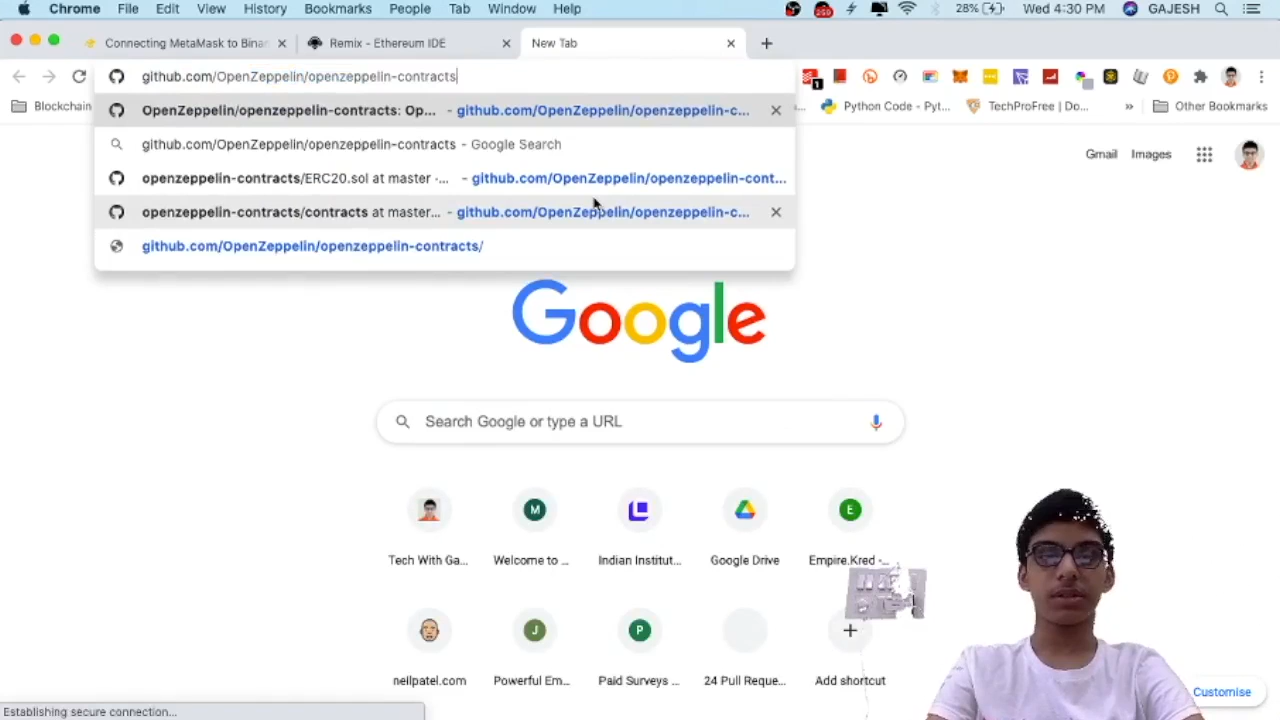 Chrome File Edit View History Bookmarks People Tab Window Help 250 28% Wed 4:30 PM GAJESH
Connecting MetaMask to Binar Remix - Ethereum IDE New Tab
github.com/OpenZeppelin/openzeppelin-contracts
1
Blockchain Python Code - Pyt... TechProFree | Do... » Other Bookmarks
OpenZeppelin/openzeppelin-contracts: Op... - github.com/OpenZeppelin/openzeppelin-c...
github.com/OpenZeppelin/openzeppelin-contracts - Google Search
openzeppelin-contracts/ERC20.sol at master ·... - github.com/OpenZeppelin/openzeppelin-cont...
openzeppelin-contracts/contracts at master... - github.com/OpenZeppelin/openzeppelin-c...
github.com/OpenZeppelin/openzeppelin-contracts/
Gmail Images
Google
Search Google or type a URL
M
E
Tech With Ga... Welcome to ... Indian Institut... Google Drive Empire.Kred -...
J
P
neilpatel.com Powerful Em... Paid Surveys ... 24 Pull Reque... Add shortcut
Customise
Establishing secure connection...